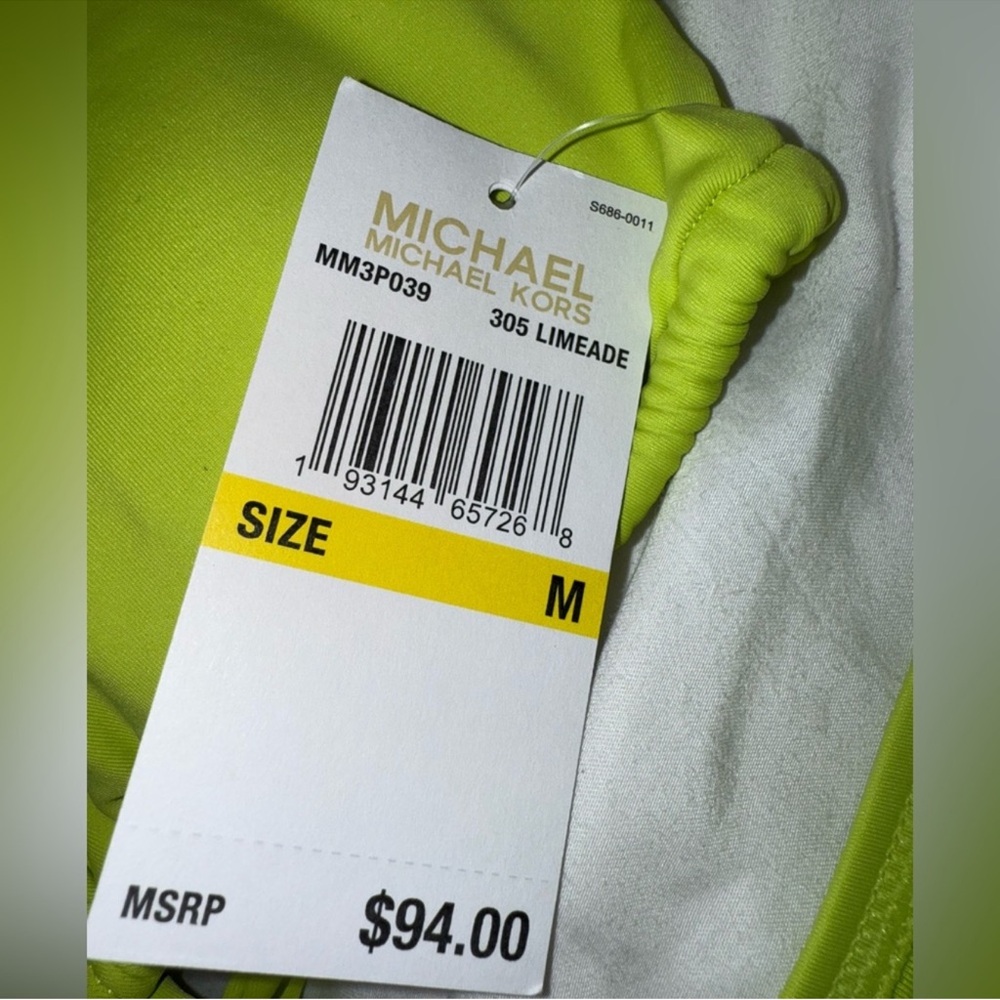 S686-0011
MICHAEL
MICHAEL KORS
MM3P039
305 LIMEADE
1 93144 65726 8
SIZE
M
MSRP $94.00